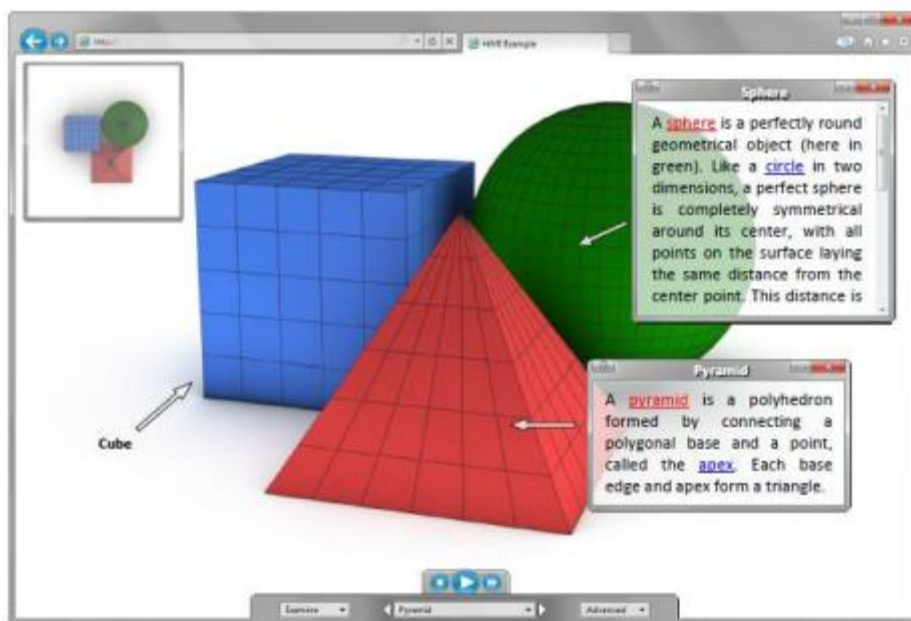 HiVE Example
Sphere
A sphere is a perfectly round
geometrical object (here in
green). Like a circle in two
dimensions, a perfect sphere
is completely symmetrical
around its center, with all
points on the surface laying
the same distance from the
center point. This distance is
Pyramid
A pyramid is a polyhedron
formed by connecting a
polygonal base and a point,
called the apex. Each base
edge and apex form a triangle.
Cube
Examine
Pyramid
Advanced